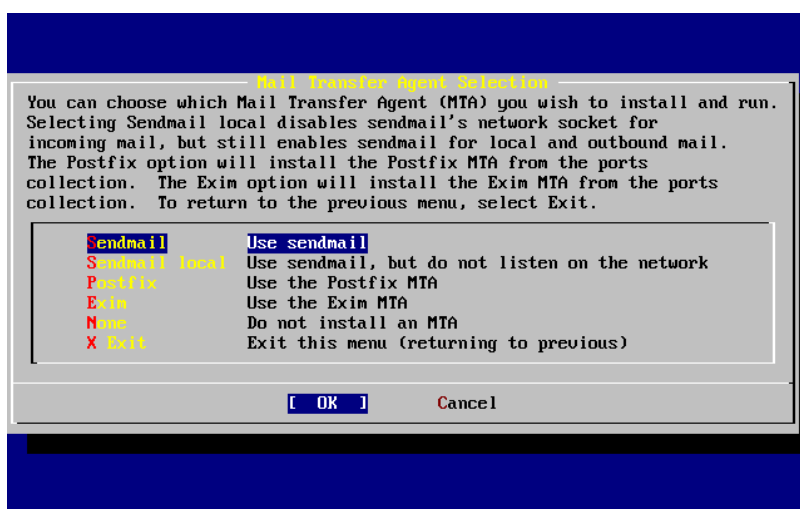 Mail Transfer Agent Selection
You can choose which Mail Transfer Agent (MTA) you wish to install and run.
Selecting Sendmail local disables sendmail's network socket for
incoming mail, but still enables sendmail for local and outbound mail.
The Postfix option will install the Postfix MTA from the ports
collection.  The Exim option will install the Exim MTA from the ports
collection.  To return to the previous menu, select Exit.
Sendmail Use sendmail
Sendmail local Use sendmail, but do not listen on the network
Postfix Use the Postfix MTA
Exim Use the Exim MTA
None Do not install an MTA
X Exit Exit this menu (returning to previous)
[ OK ] Cancel